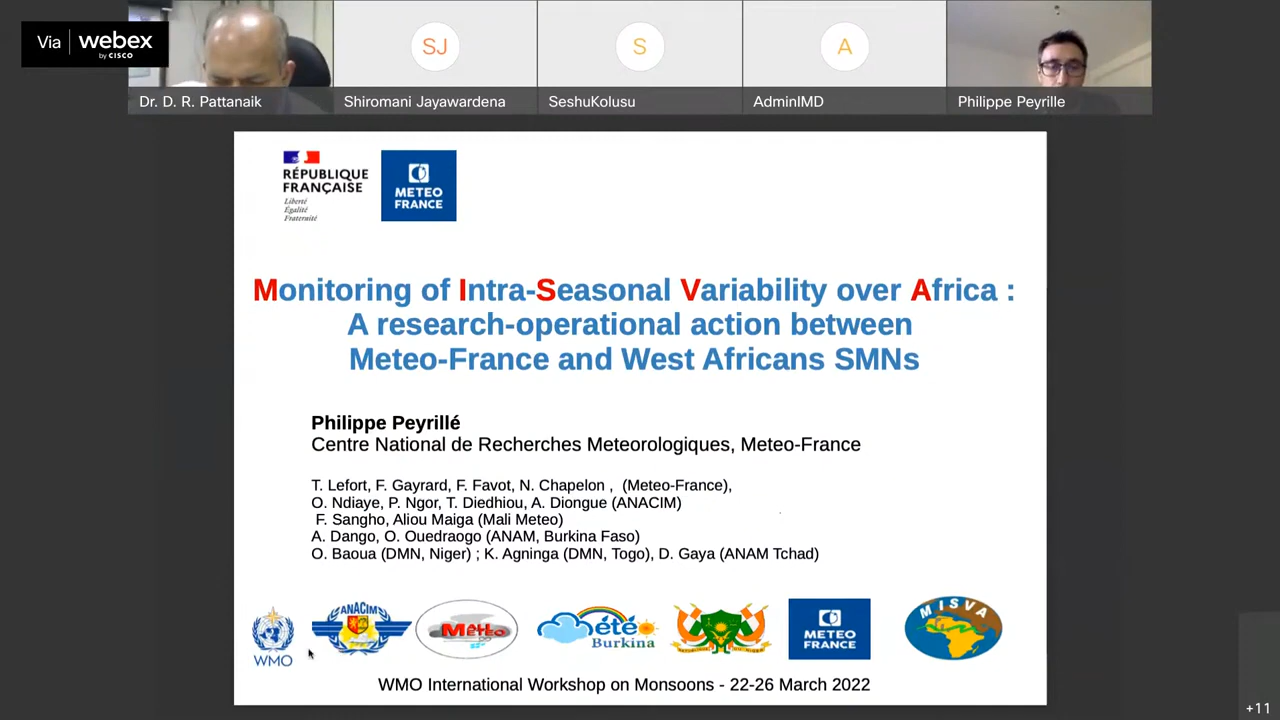 Via webex
by CISCO
SJ
S
A
Dr. D. R. Pattanaik
Shiromani Jayawardena
SeshuKolusu
AdminIMD
Philippe Peyrille
RÉPUBLIQUE
FRANÇAISE
Liberté
Égalité
Fraternité
METEO
FRANCE
Monitoring of Intra-Seasonal Variability over Africa :
A research-operational action between
Meteo-France and West Africans SMNs
Philippe Peyrillé
Centre National de Recherches Meteorologiques, Meteo-France
T. Lefort, F. Gayrard, F. Favot, N. Chapelon , (Meteo-France),
O. Ndiaye, P. Ngor, T. Diedhiou, A. Diongue (ANACIM)
F. Sangho, Aliou Maiga (Mali Meteo)
A. Dango, O. Ouedraogo (ANAM, Burkina Faso)
O. Baoua (DMN, Niger) ; K. Agninga (DMN, Togo), D. Gaya (ANAM Tchad)
WMO
ANACIM
Météo
Burkina
METEO
FRANCE
MISVA
WMO International Workshop on Monsoons - 22-26 March 2022
+11